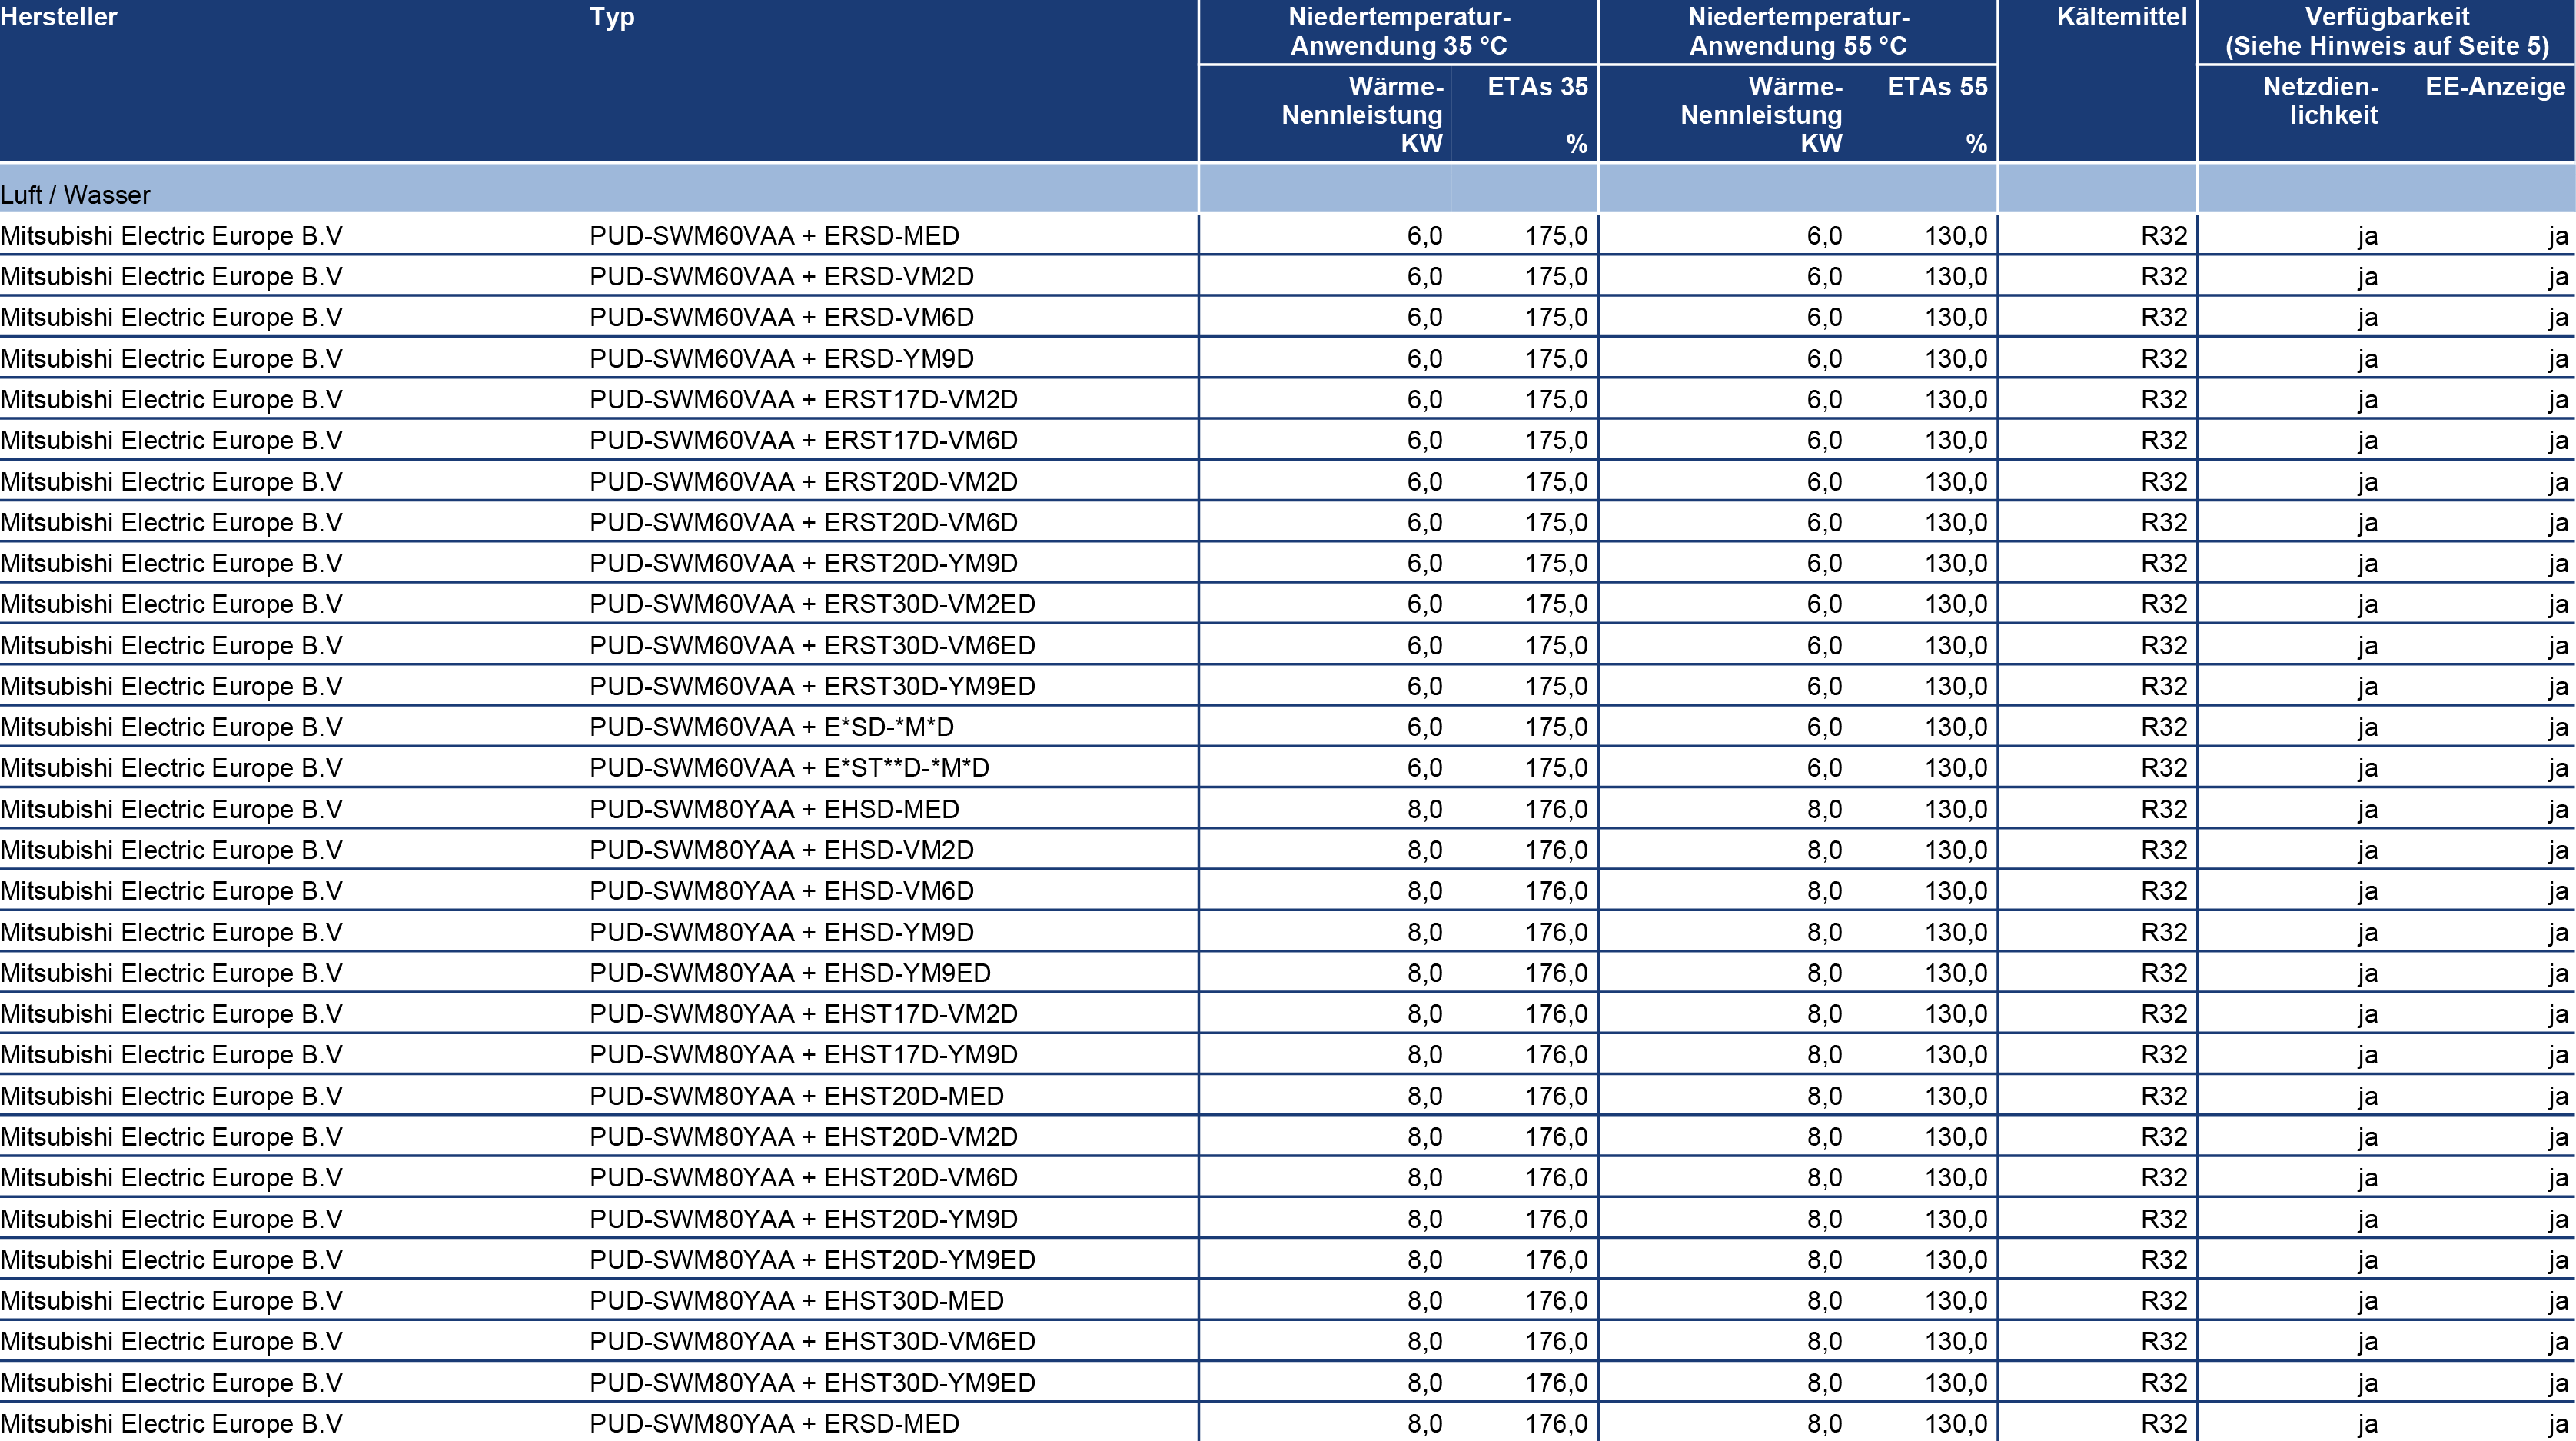 Hersteller Typ Niedertemperatur- Niedertemperatur- Kältemittel Verfügbarkeit
Anwendung 35 °C Anwendung 55 °C (Siehe Hinweis auf Seite 5)
Wärme- ETAs 35 Wärme- ETAs 55 Netzdien- EE-Anzeige
Nennleistung Nennleistung lichkeit
KW % KW %
Luft / Wasser
Mitsubishi Electric Europe B.V PUD-SWM60VAA + ERSD-MED 6,0 175,0 6,0 130,0 R32 ja ja
Mitsubishi Electric Europe B.V PUD-SWM60VAA + ERSD-VM2D 6,0 175,0 6,0 130,0 R32 ja ja
Mitsubishi Electric Europe B.V PUD-SWM60VAA + ERSD-VM6D 6,0 175,0 6,0 130,0 R32 ja ja
Mitsubishi Electric Europe B.V PUD-SWM60VAA + ERSD-YM9D 6,0 175,0 6,0 130,0 R32 ja ja
Mitsubishi Electric Europe B.V PUD-SWM60VAA + ERST17D-VM2D 6,0 175,0 6,0 130,0 R32 ja ja
Mitsubishi Electric Europe B.V PUD-SWM60VAA + ERST17D-VM6D 6,0 175,0 6,0 130,0 R32 ja ja
Mitsubishi Electric Europe B.V PUD-SWM60VAA + ERST20D-VM2D 6,0 175,0 6,0 130,0 R32 ja ja
Mitsubishi Electric Europe B.V PUD-SWM60VAA + ERST20D-VM6D 6,0 175,0 6,0 130,0 R32 ja ja
Mitsubishi Electric Europe B.V PUD-SWM60VAA + ERST20D-YM9D 6,0 175,0 6,0 130,0 R32 ja ja
Mitsubishi Electric Europe B.V PUD-SWM60VAA + ERST30D-VM2ED 6,0 175,0 6,0 130,0 R32 ja ja
Mitsubishi Electric Europe B.V PUD-SWM60VAA + ERST30D-VM6ED 6,0 175,0 6,0 130,0 R32 ja ja
Mitsubishi Electric Europe B.V PUD-SWM60VAA + ERST30D-YM9ED 6,0 175,0 6,0 130,0 R32 ja ja
Mitsubishi Electric Europe B.V PUD-SWM60VAA + E*SD-*M*D 6,0 175,0 6,0 130,0 R32 ja ja
Mitsubishi Electric Europe B.V PUD-SWM60VAA + E*ST**D-*M*D 6,0 175,0 6,0 130,0 R32 ja ja
Mitsubishi Electric Europe B.V PUD-SWM80YAA + EHSD-MED 8,0 176,0 8,0 130,0 R32 ja ja
Mitsubishi Electric Europe B.V PUD-SWM80YAA + EHSD-VM2D 8,0 176,0 8,0 130,0 R32 ja ja
Mitsubishi Electric Europe B.V PUD-SWM80YAA + EHSD-VM6D 8,0 176,0 8,0 130,0 R32 ja ja
Mitsubishi Electric Europe B.V PUD-SWM80YAA + EHSD-YM9D 8,0 176,0 8,0 130,0 R32 ja ja
Mitsubishi Electric Europe B.V PUD-SWM80YAA + EHSD-YM9ED 8,0 176,0 8,0 130,0 R32 ja ja
Mitsubishi Electric Europe B.V PUD-SWM80YAA + EHST17D-VM2D 8,0 176,0 8,0 130,0 R32 ja ja
Mitsubishi Electric Europe B.V PUD-SWM80YAA + EHST17D-YM9D 8,0 176,0 8,0 130,0 R32 ja ja
Mitsubishi Electric Europe B.V PUD-SWM80YAA + EHST20D-MED 8,0 176,0 8,0 130,0 R32 ja ja
Mitsubishi Electric Europe B.V PUD-SWM80YAA + EHST20D-VM2D 8,0 176,0 8,0 130,0 R32 ja ja
Mitsubishi Electric Europe B.V PUD-SWM80YAA + EHST20D-VM6D 8,0 176,0 8,0 130,0 R32 ja ja
Mitsubishi Electric Europe B.V PUD-SWM80YAA + EHST20D-YM9D 8,0 176,0 8,0 130,0 R32 ja ja
Mitsubishi Electric Europe B.V PUD-SWM80YAA + EHST20D-YM9ED 8,0 176,0 8,0 130,0 R32 ja ja
Mitsubishi Electric Europe B.V PUD-SWM80YAA + EHST30D-MED 8,0 176,0 8,0 130,0 R32 ja ja
Mitsubishi Electric Europe B.V PUD-SWM80YAA + EHST30D-VM6ED 8,0 176,0 8,0 130,0 R32 ja ja
Mitsubishi Electric Europe B.V PUD-SWM80YAA + EHST30D-YM9ED 8,0 176,0 8,0 130,0 R32 ja ja
Mitsubishi Electric Europe B.V PUD-SWM80YAA + ERSD-MED 8,0 176,0 8,0 130,0 R32 ja ja